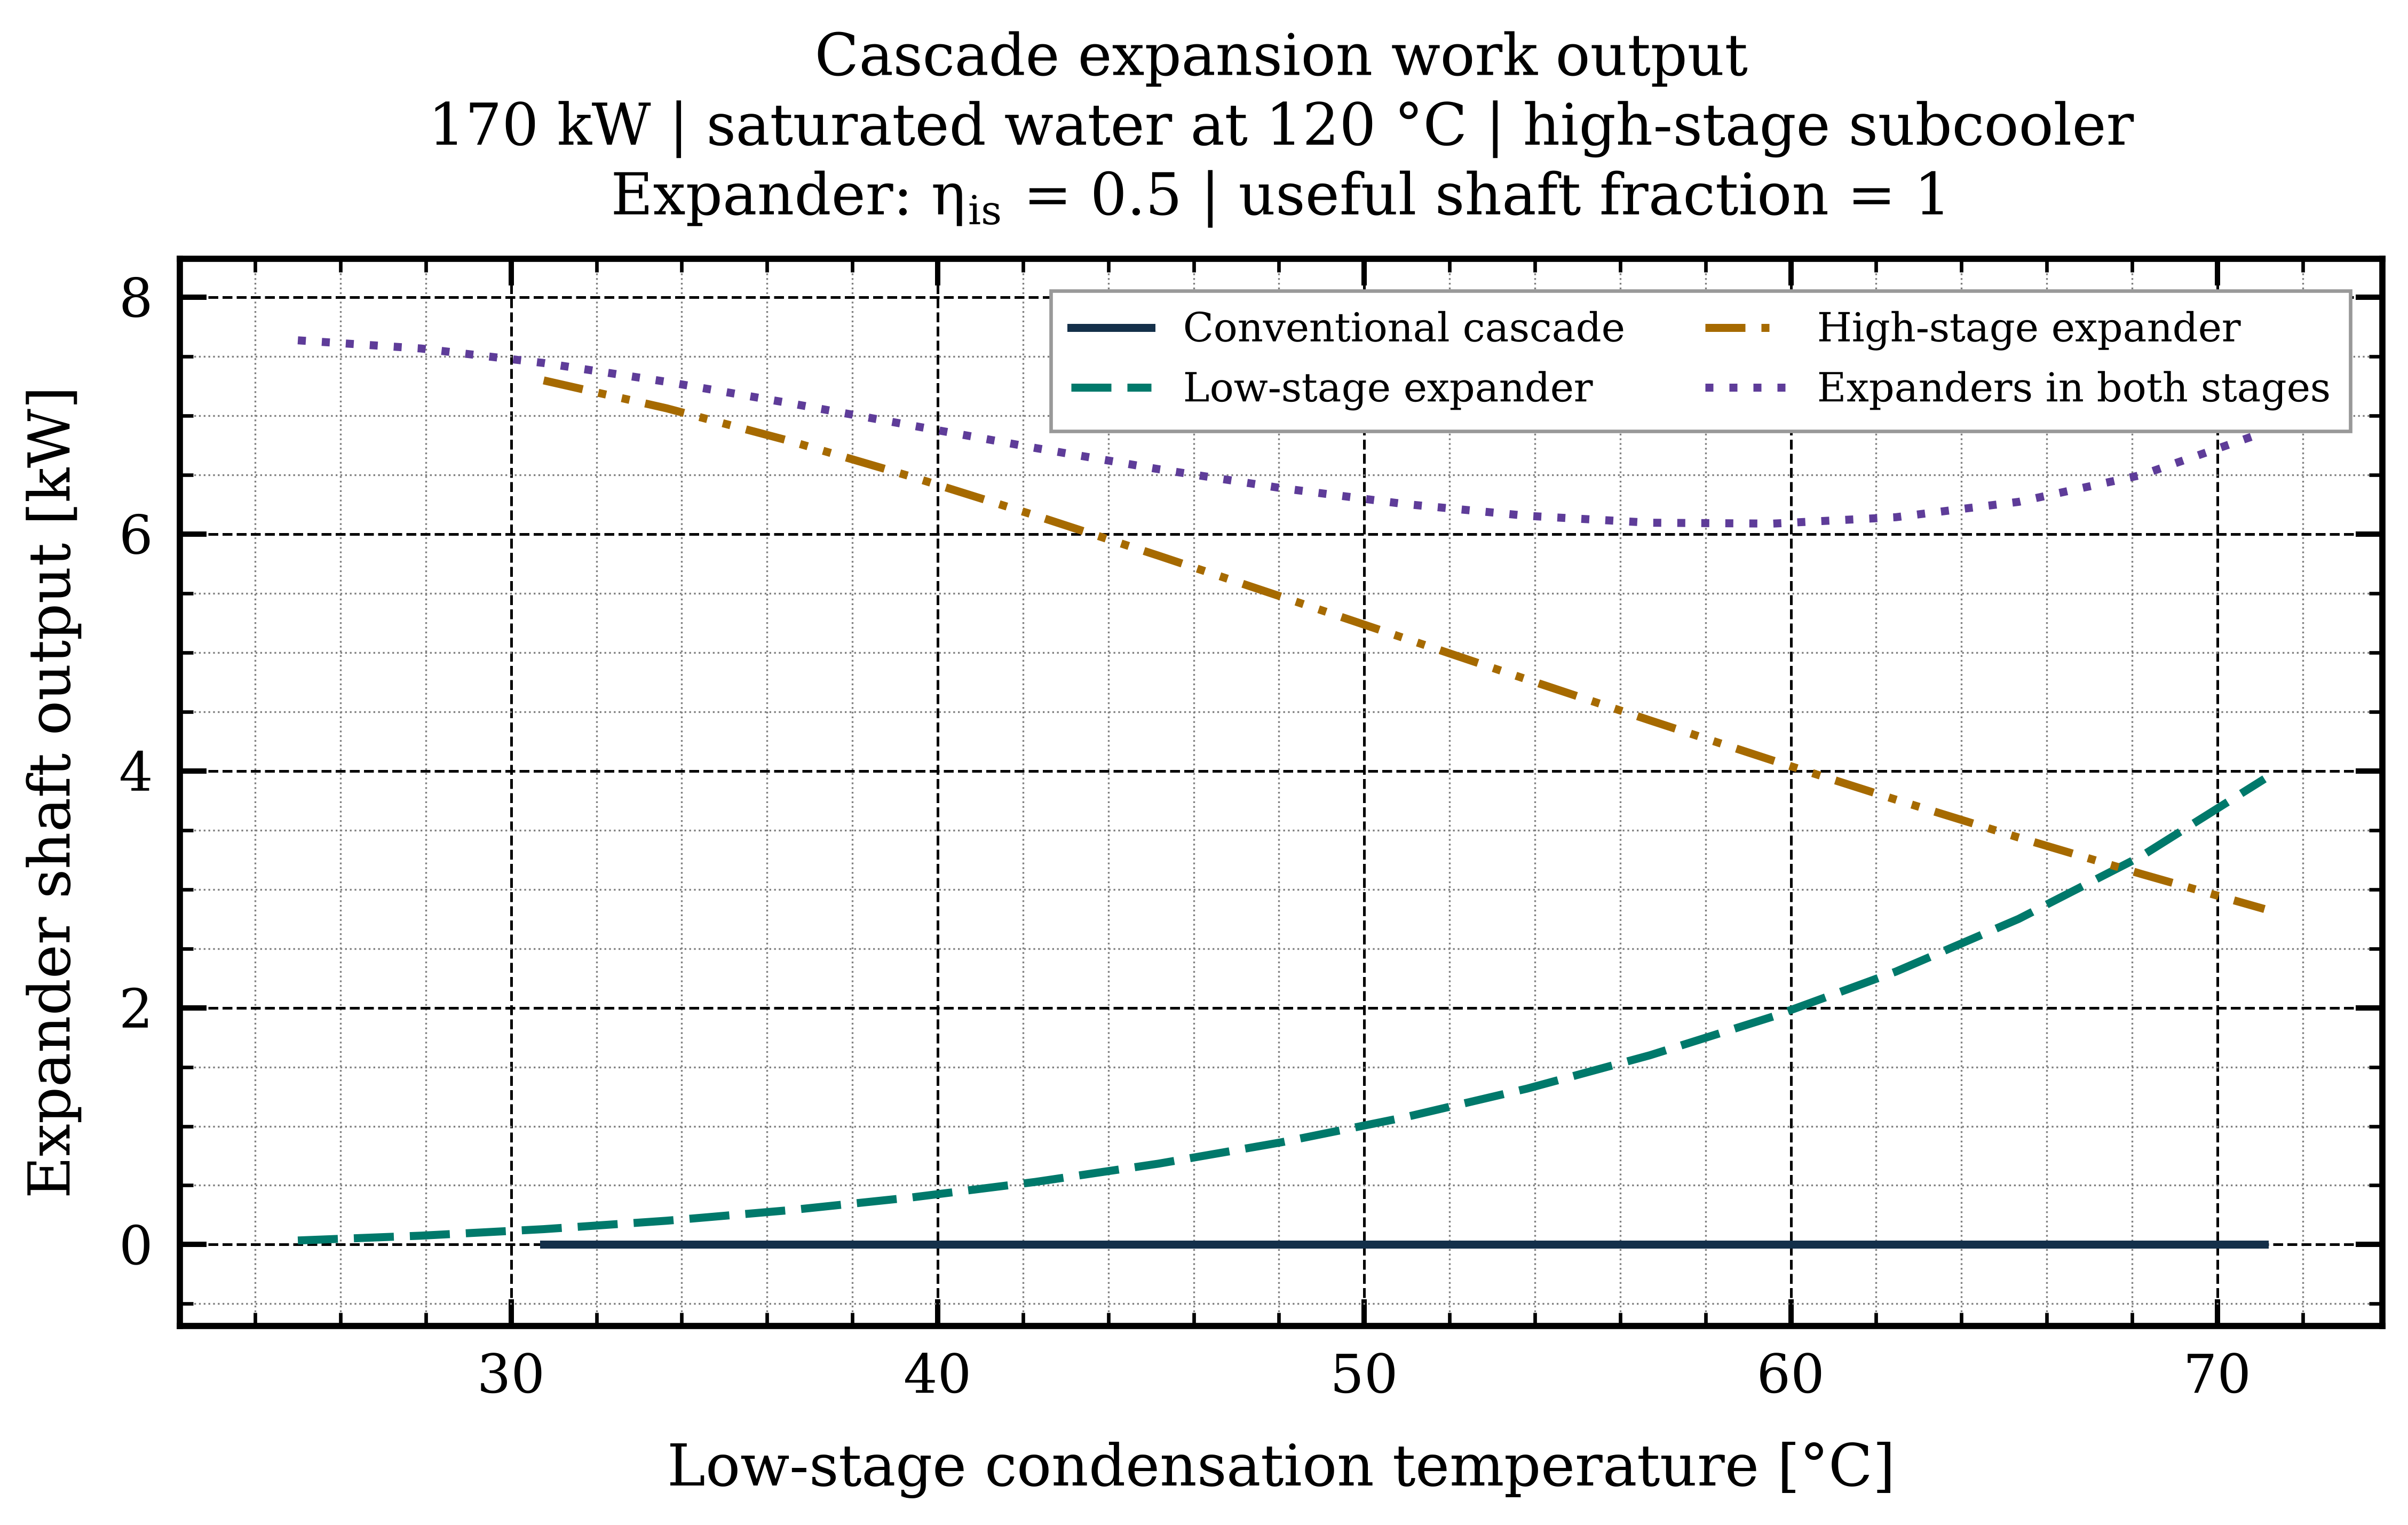 Cascade expansion work output
170 kW | saturated water at 120 °C | high-stage subcooler
Expander: ηis = 0.5 | useful shaft fraction = 1
Expander shaft output [kW]
8
6
4
2
0
Conventional cascade
Low-stage expander
High-stage expander
Expanders in both stages
30 40 50 60 70
Low-stage condensation temperature [°C]